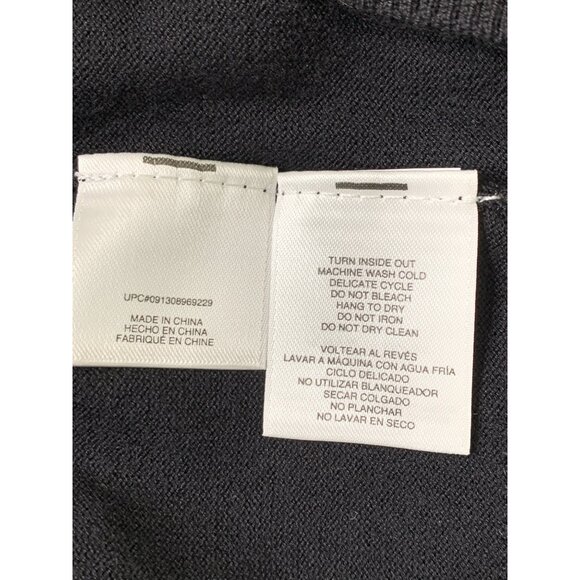 UPC#091308969229
MADE IN CHINA
HECHO EN CHINA
FABRIQUÉ EN CHINE
TURN INSIDE OUT
MACHINE WASH COLD
DELICATE CYCLE
DO NOT BLEACH
HANG TO DRY
DO NOT IRON
DO NOT DRY CLEAN
VOLTEAR AL REVÉS
LAVAR A MÁQUINA CON AGUA FRÍA
CICLO DELICADO
NO UTILIZAR BLANQUEADOR
SECAR COLGADO
NO PLANCHAR
NO LAVAR EN SECO